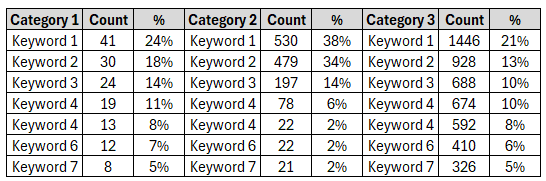 Category 1 Count % Category 2 Count % Category 3 Count %
Keyword 1 41 24% Keyword 1 530 38% Keyword 1 1446 21%
Keyword 2 30 18% Keyword 2 479 34% Keyword 2 928 13%
Keyword 3 24 14% Keyword 3 197 14% Keyword 3 688 10%
Keyword 4 19 11% Keyword 4 78 6% Keyword 4 674 10%
Keyword 4 13 8% Keyword 4 22 2% Keyword 4 592 8%
Keyword 6 12 7% Keyword 6 22 2% Keyword 6 410 6%
Keyword 7 8 5% Keyword 7 21 2% Keyword 7 326 5%